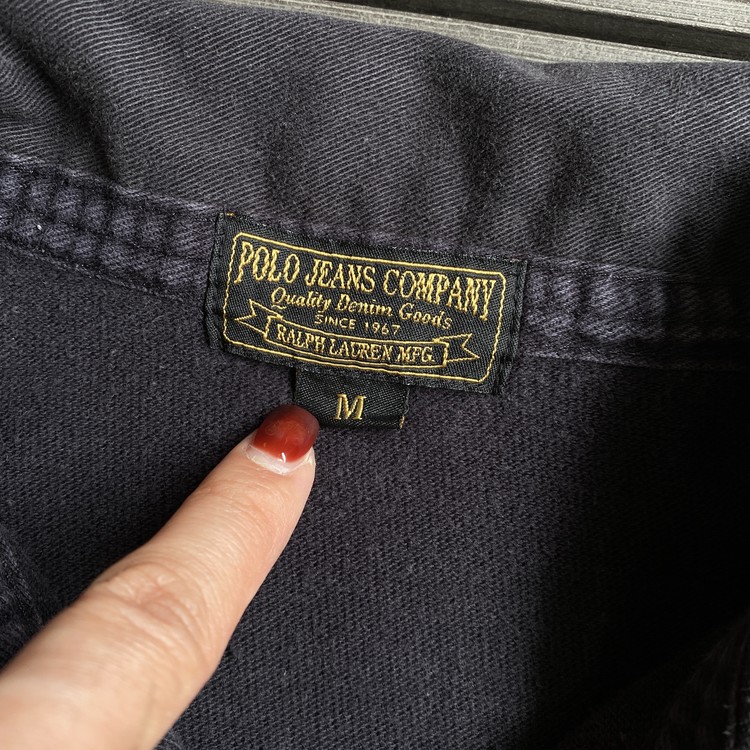 POLO JEANS COMPANY
Quality Denim Goods
SINCE 1967
RALPH LAUREN MFG.
M